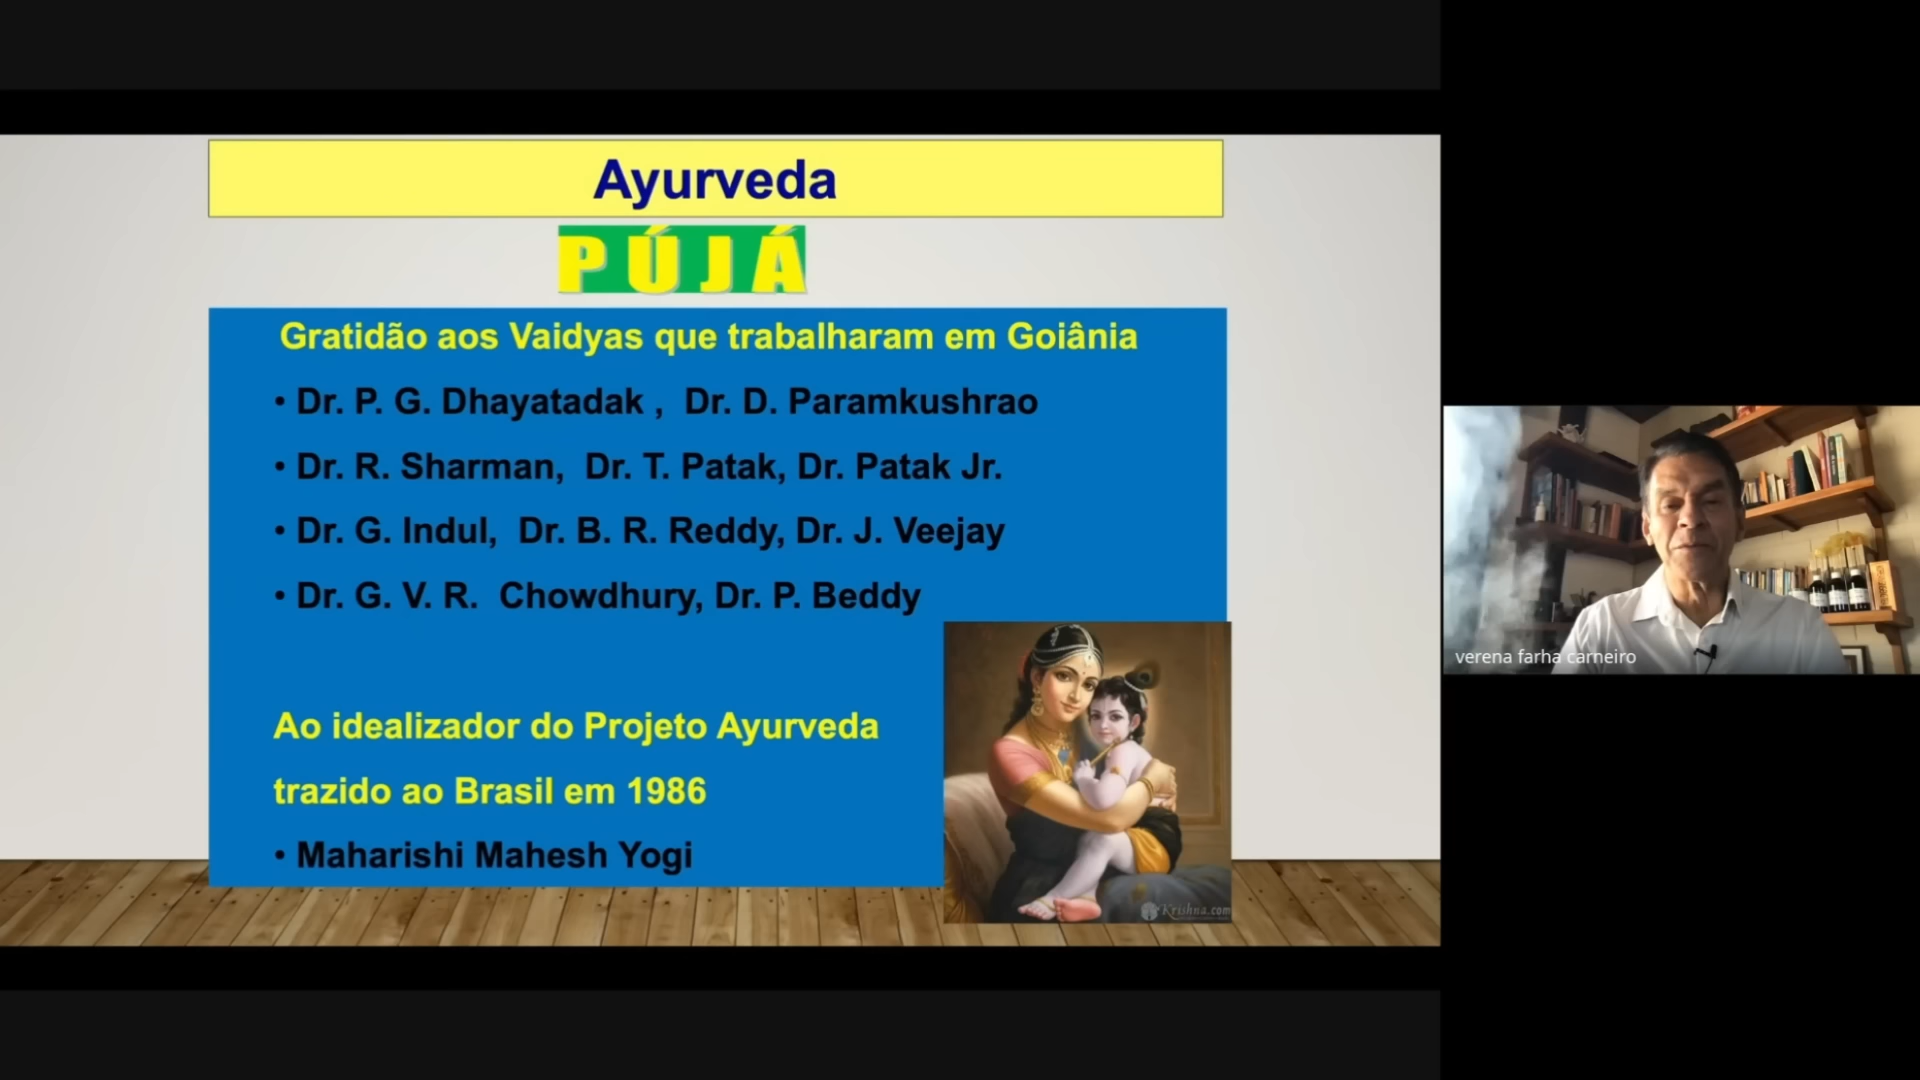 Ayurveda
PÚJÁ
Gratidão aos Vaidyas que trabalharam em Goiânia
• Dr. P. G. Dhayatadak , Dr. D. Paramkushrao
• Dr. R. Sharman, Dr. T. Patak, Dr. Patak Jr.
• Dr. G. Indul, Dr. B. R. Reddy, Dr. J. Veejay
• Dr. G. V. R. Chowdhury, Dr. P. Beddy
Ao idealizador do Projeto Ayurveda
trazido ao Brasil em 1986
• Maharishi Mahesh Yogi
Krishna.com
verena farha carneiro